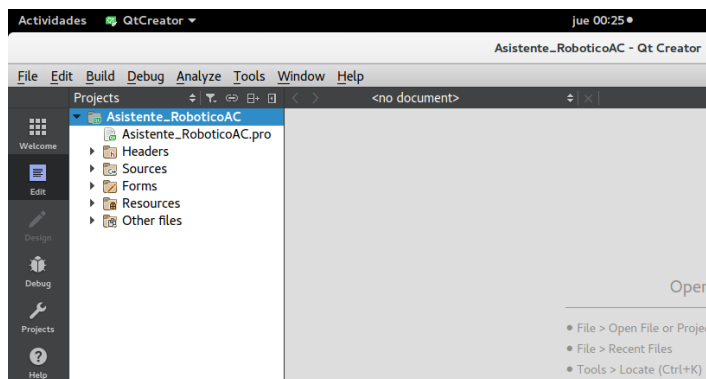 Actividades QtCreator jue 00:25
Asistente_RoboticoAC - Qt Creator
File Edit Build Debug Analyze Tools Window Help
Projects <no document>
Asistente_RoboticoAC
Asistente_RoboticoAC.pro
Headers
Sources
Forms
Resources
Other files
Welcome
Edit
Design
Debug
Projects
Help
Open
• File > Open File or Proje
• File > Recent Files
• Tools > Locate (Ctrl+K)